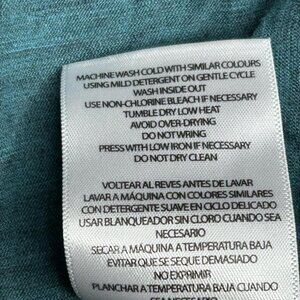 MACHINE WASH COLD WITH SIMILAR COLOURS
USING MILD DETERGENT ON GENTLE CYCLE
WASH INSIDE OUT
USE NON-CHLORINE BLEACH IF NECESSARY
TUMBLE DRY LOW HEAT
AVOID OVER-DRYING
DO NOT WRING
PRESS WITH LOW IRON IF NECESSARY
DO NOT DRY CLEAN
VOLTEAR AL REVES ANTES DE LAVAR
LAVAR A MÁQUINA CON COLORES SIMILARES
CON DETERGENTE SUAVE EN CICLO DELICADO
USAR BLANQUEADOR SIN CLORO CUANDO SEA
NECESARIO
SECAR A MÁQUINA A TEMPERATURA BAJA
EVITAR QUE SE SEQUE DEMASIADO
NO EXPRIMIR
PLANCHAR A TEMPERATURA BAJA CUANDO
SEA NECESARIO